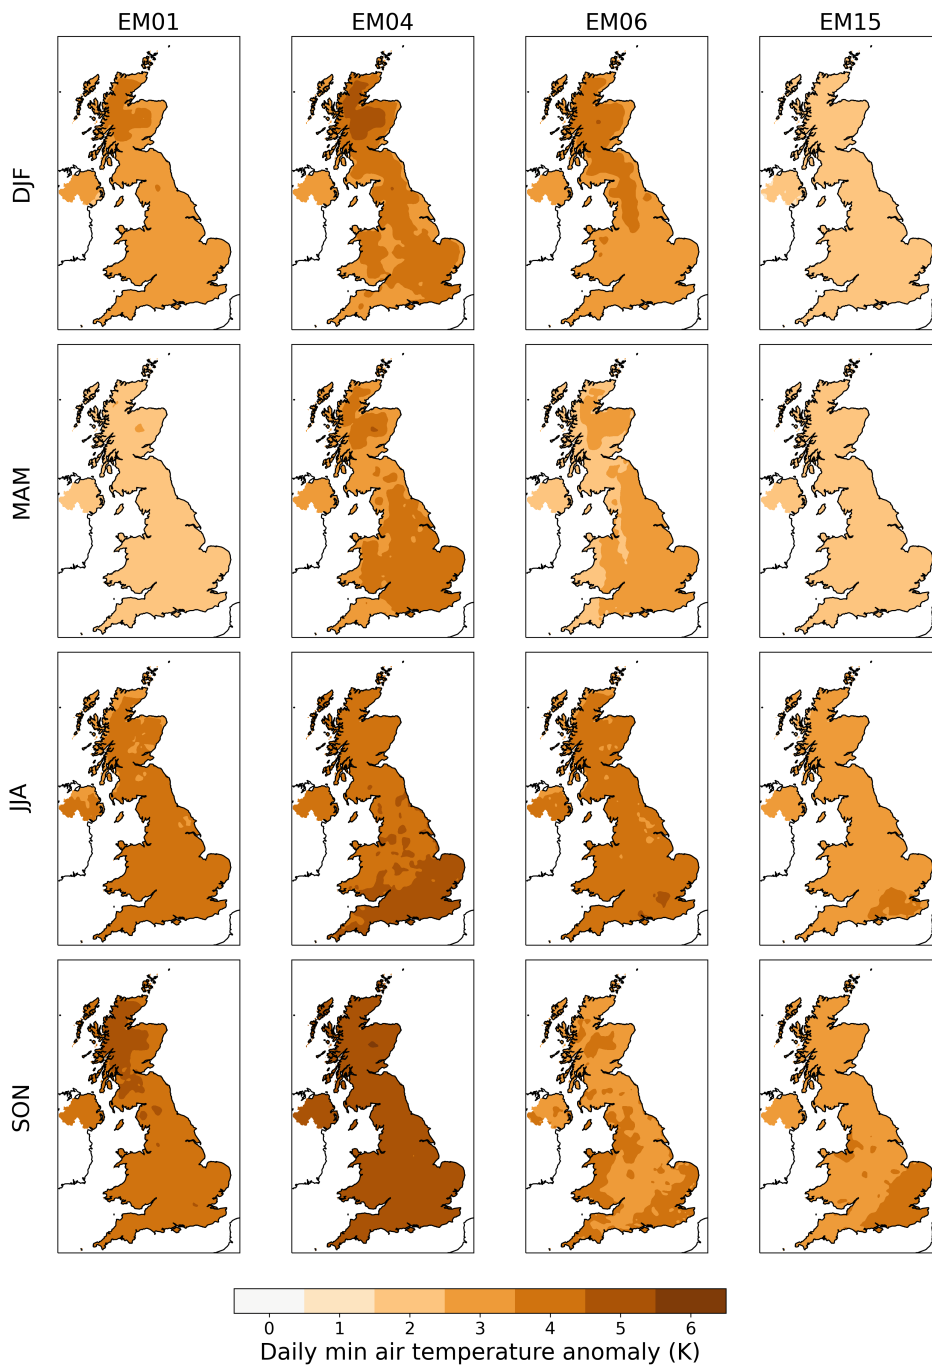 EM01 EM04 EM06 EM15
DJF
MAM
JJA
SON
0 1 2 3 4 5 6
Daily min air temperature anomaly (K)